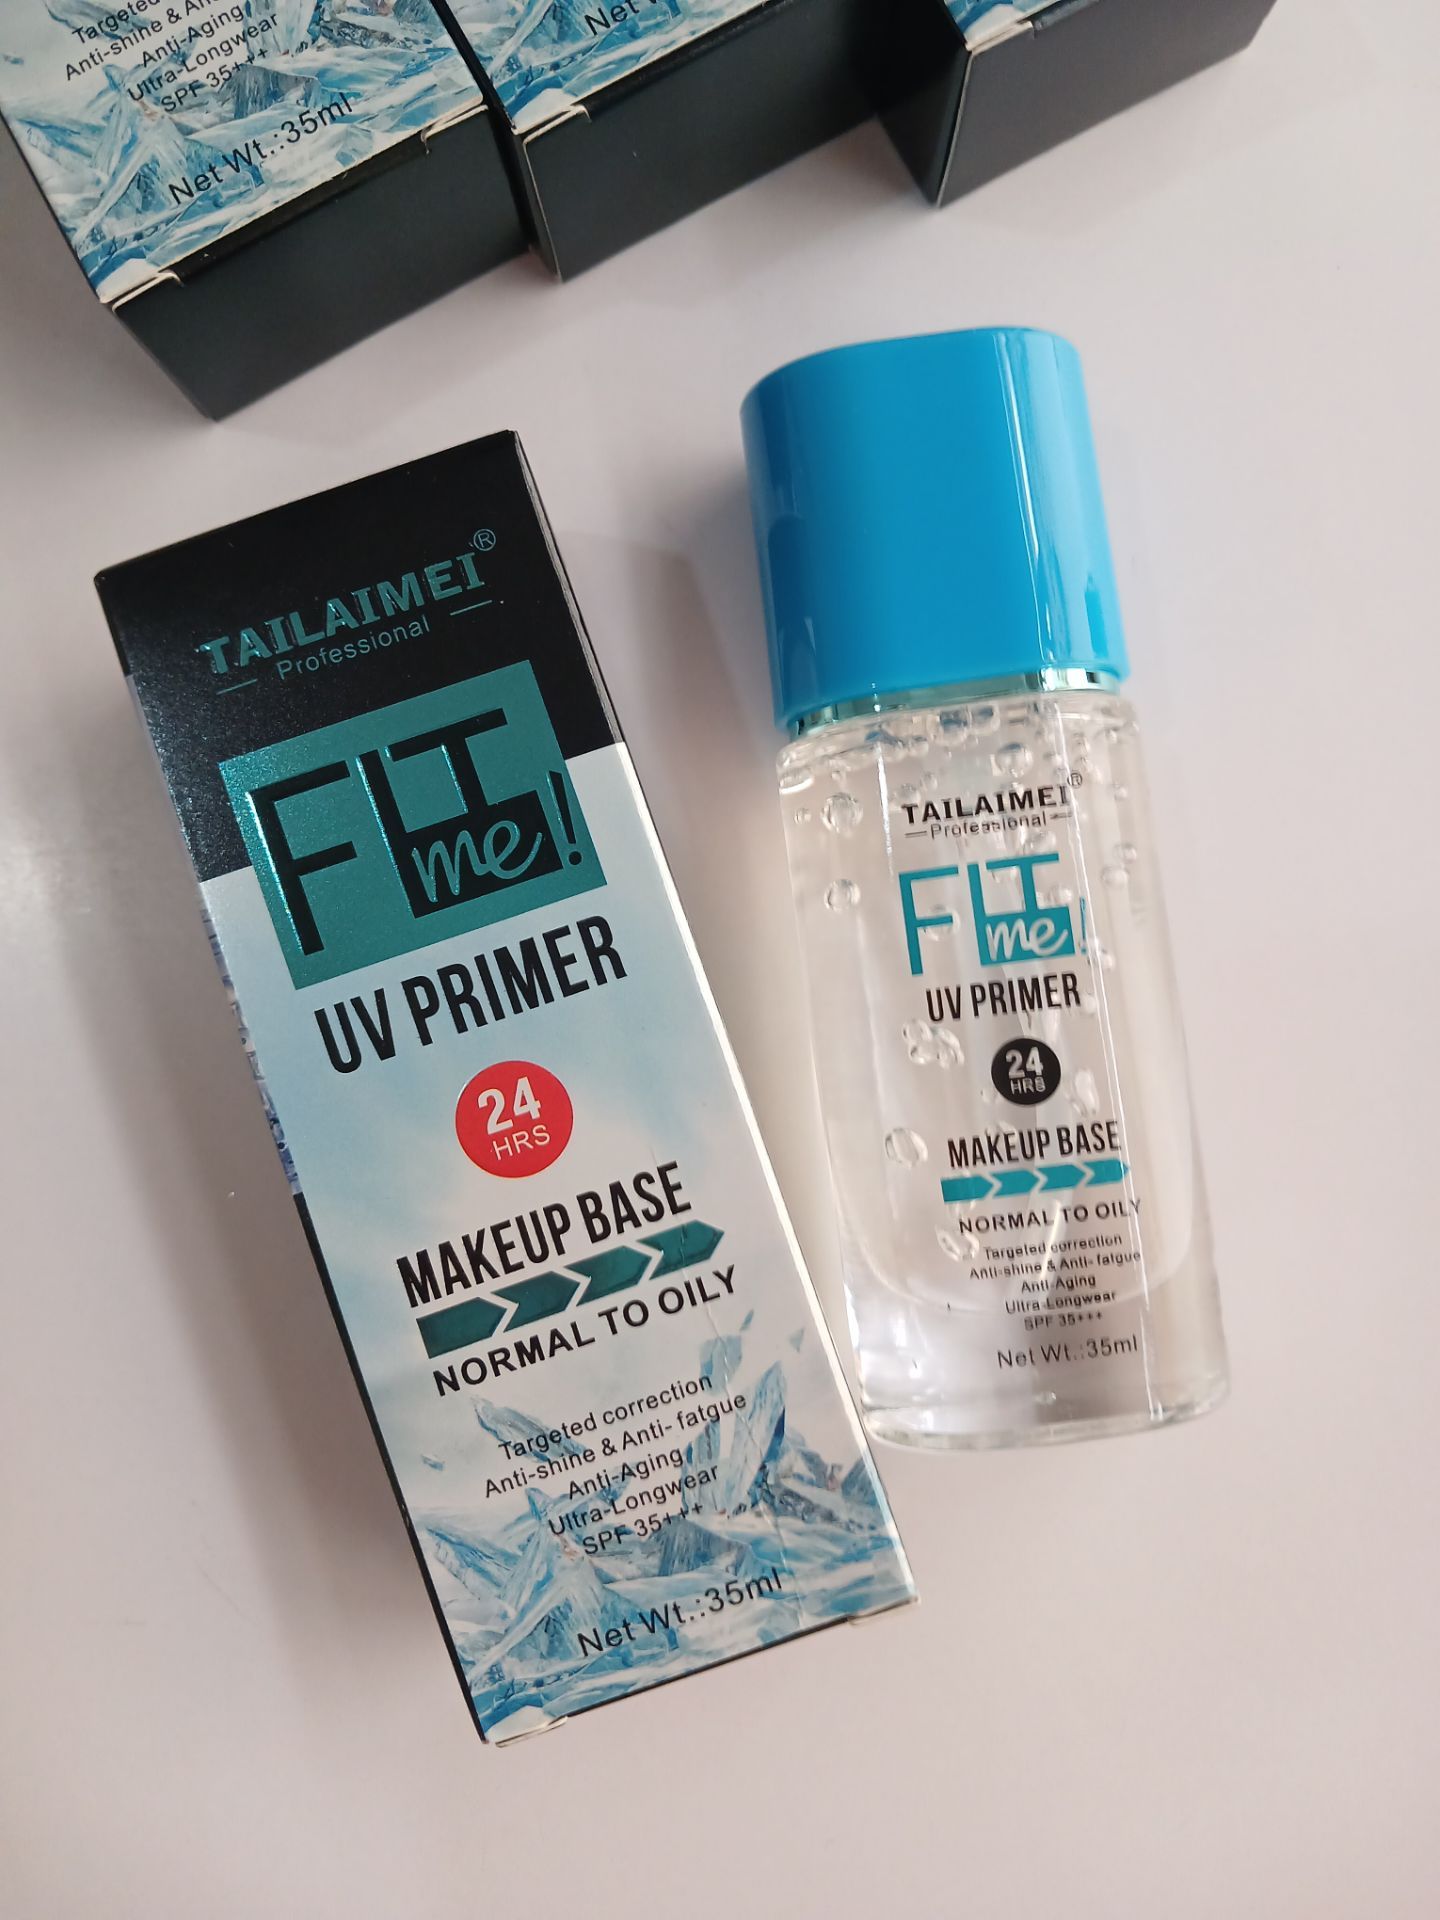 Targeted
Anti-shine & An
Anti-Aging
Ultra-Longwear
SPF 35+++
Net Wt.:35ml
Net W
TAILAIMEI®
Professional
FIT
me!
UV PRIMER
24
HRS
MAKEUP BASE
NORMAL TO OILY
Targeted correction
Anti-shine & Anti- fatgue
Anti-Aging
Ultra-Longwear
SPF 35+++
Net Wt.:35ml
TAILAIMEI®
Professional
FIT
me!
UV PRIMER
24
HRS
MAKEUP BASE
NORMAL TO OILY
Targeted correction
Anti-shine & Anti- fatgue
Anti-Aging
Ultra-Longwear
SPF 35+++
Net Wt.:35ml